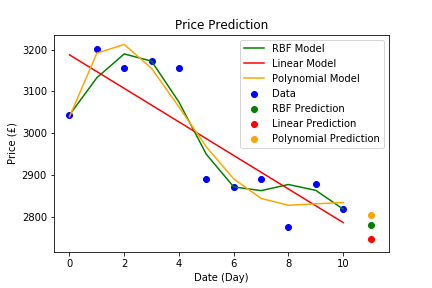 Price Prediction
RBF Model
Linear Model
Polynomial Model
Data
RBF Prediction
Linear Prediction
Polynomial Prediction
3200
3100
3000
2900
2800
Price (£)
0 2 4 6 8 10
Date (Day)